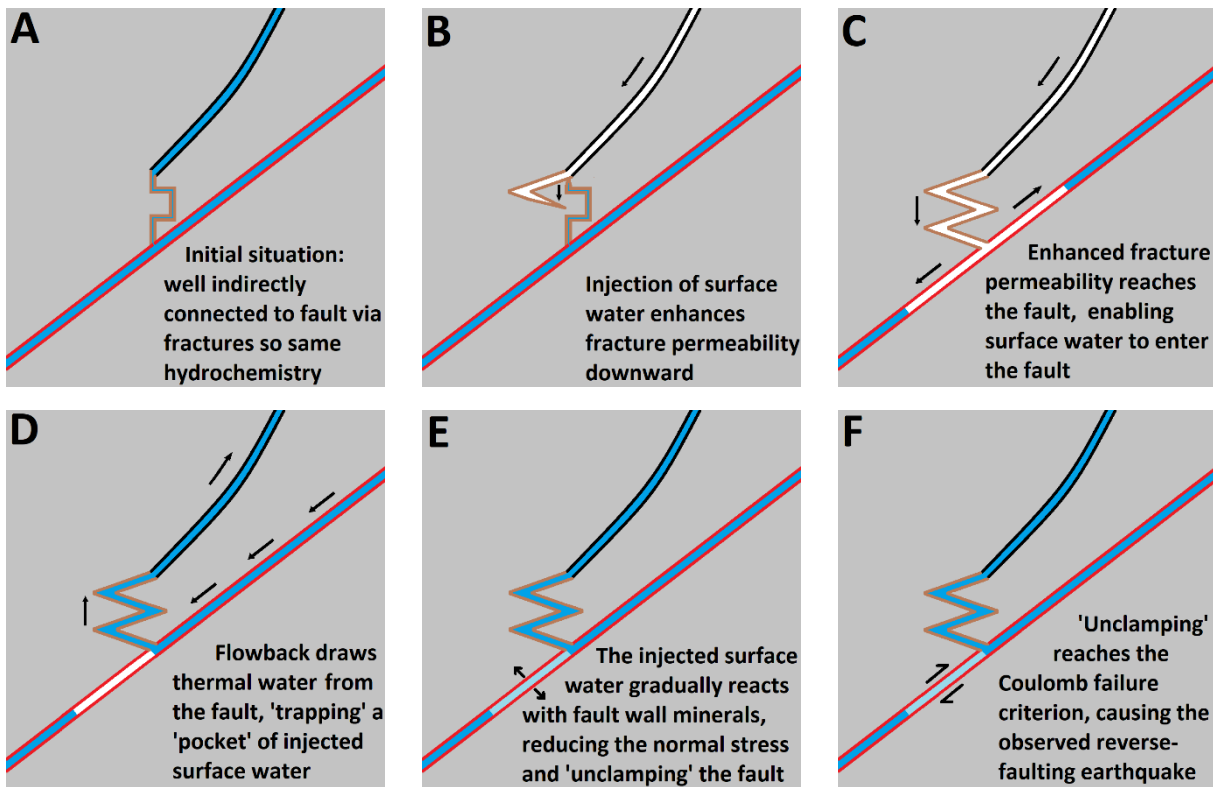 A
Initial situation:
well indirectly
connected to fault via
fractures so same
hydrochemistry
B
Injection of surface
water enhances
fracture permeability
downward
C
Enhanced fracture
permeability reaches
the fault, enabling
surface water to enter
the fault
D
Flowback draws
thermal water from
the fault, 'trapping' a
'pocket' of injected
surface water
E
The injected surface
water gradually reacts
with fault wall minerals,
reducing the normal stress
and 'unclamping' the fault
F
'Unclamping'
reaches the
Coulomb failure
criterion, causing the
observed reverse-
faulting earthquake